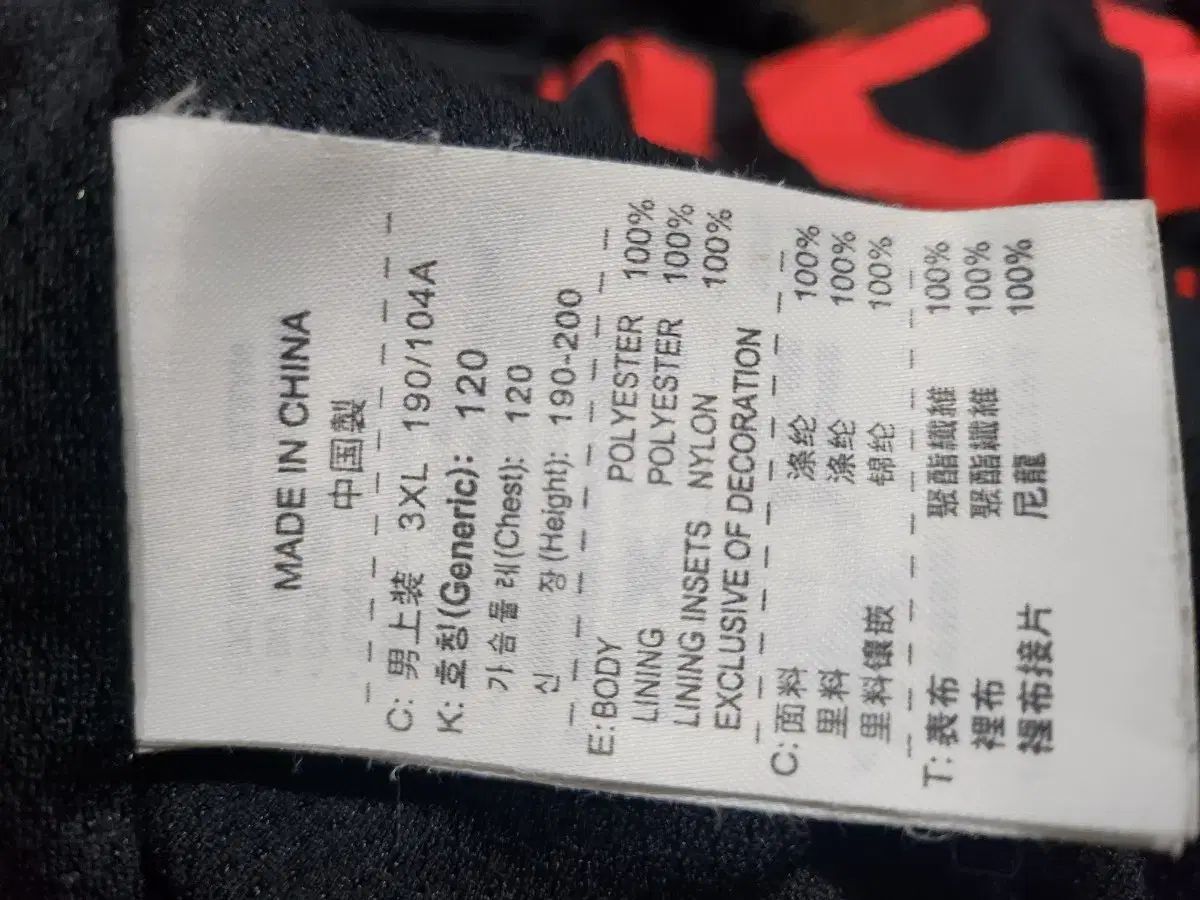 MADE IN CHINA
中国製
C: 男上装 3XL 190/104A
K: 호칭(Generic): 120
가슴둘레(Chest): 120
신 장(Height): 190-200
E: BODY POLYESTER 100%
LINING POLYESTER 100%
LINING INSETS NYLON 100%
EXCLUSIVE OF DECORATION
C: 面料 涤纶 100%
里料 涤纶 100%
里料镶嵌 锦纶 100%
T: 表布 聚酯纖維 100%
裡布 聚酯纖維 100%
裡布接片 尼龍 100%